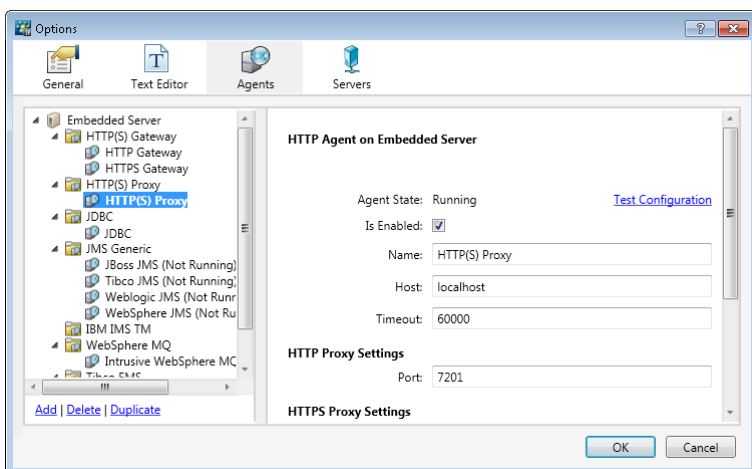 Options
General
Text Editor
Agents
Servers
Embedded Server
HTTP(S) Gateway
HTTP Gateway
HTTPS Gateway
HTTP(S) Proxy
HTTP(S) Proxy
JDBC
JDBC
JMS Generic
JBoss JMS (Not Running)
Tibco JMS (Not Running)
Weblogic JMS (Not Runr
WebSphere JMS (Not Ru
IBM IMS TM
WebSphere MQ
Intrusive WebSphere MQ
Tibco EMS
Add | Delete | Duplicate
HTTP Agent on Embedded Server
Agent State: Running
Test Configuration
Is Enabled:
Name: HTTP(S) Proxy
Host: localhost
Timeout: 60000
HTTP Proxy Settings
Port: 7201
HTTPS Proxy Settings
OK
Cancel